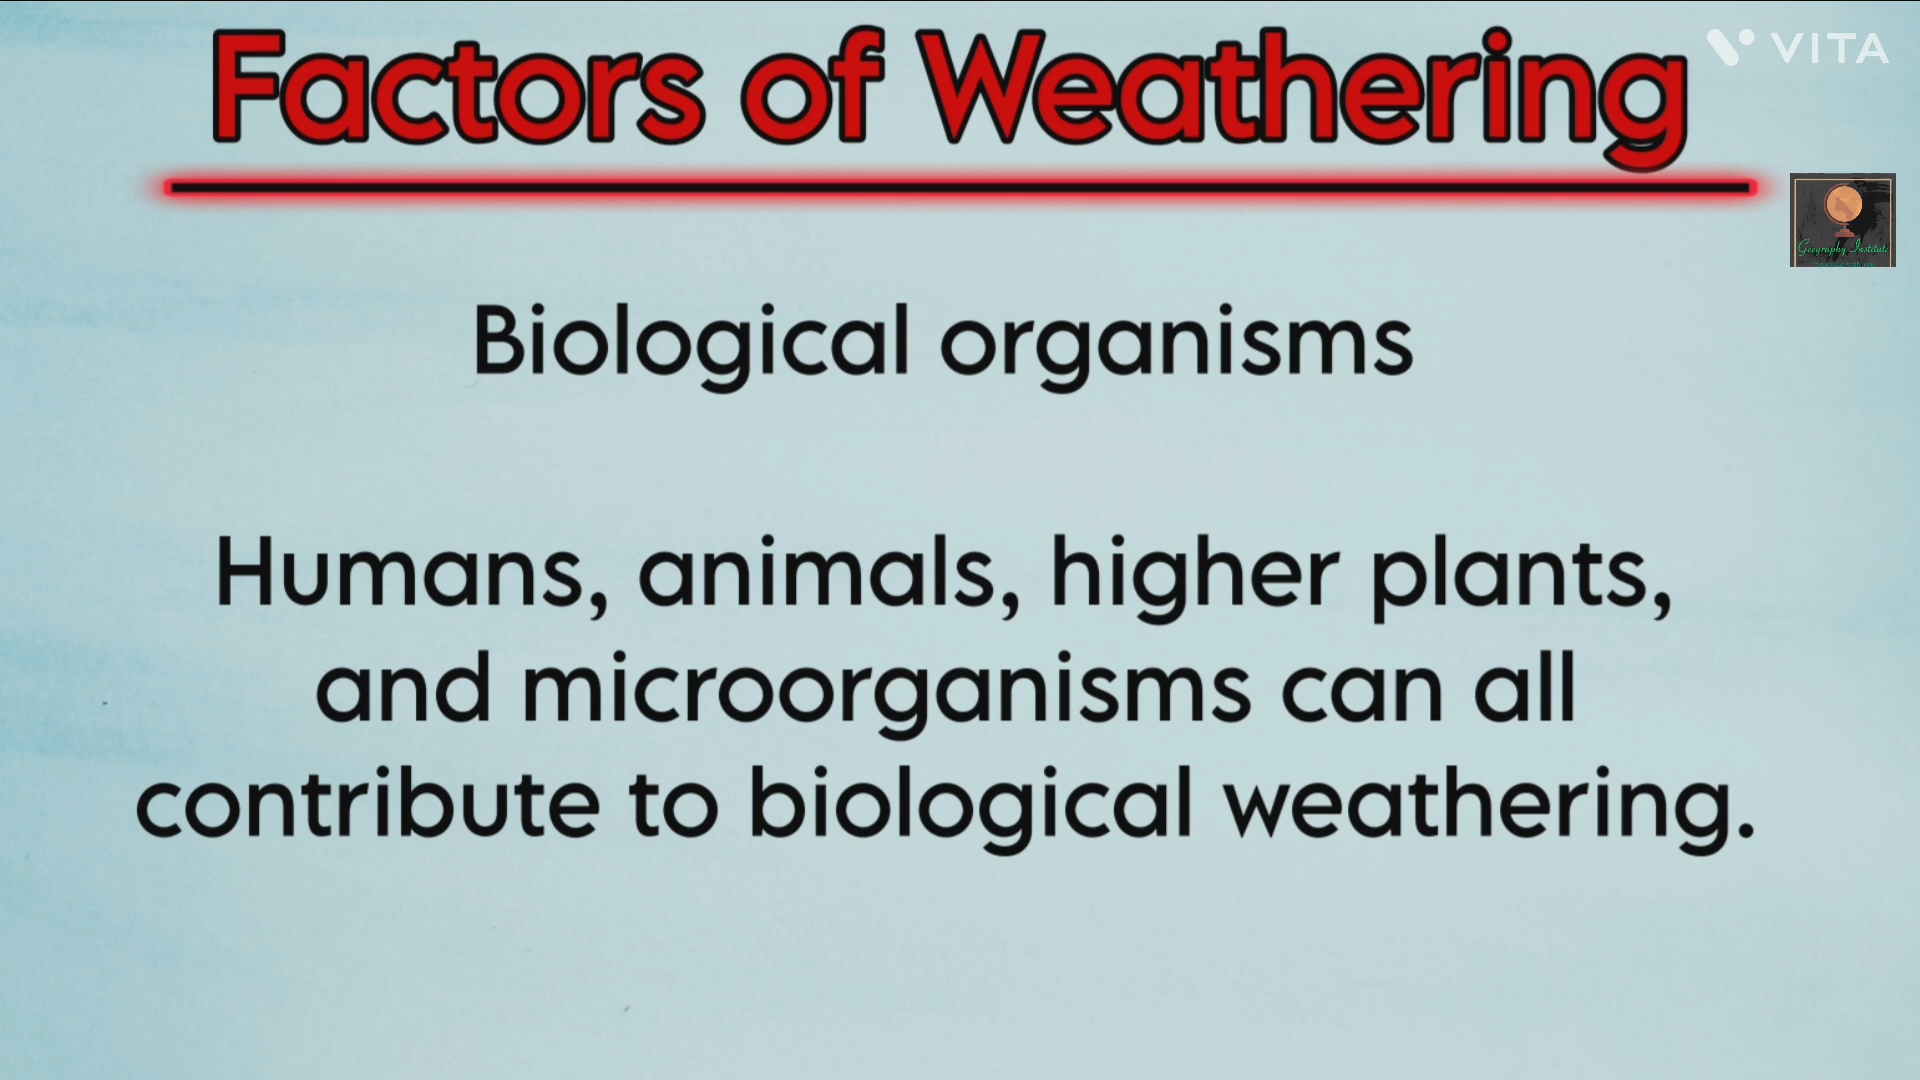 Factors of Weathering
VITA
Geography Institute
Biological organisms
Humans, animals, higher plants,
and microorganisms can all
contribute to biological weathering.